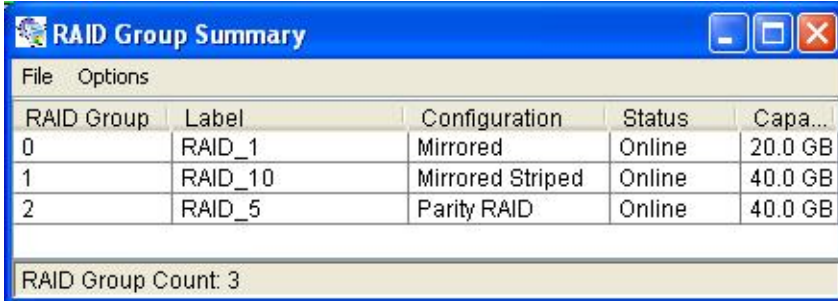 RAID Group Summary
File Options
RAID Group Label Configuration Status Capa...
0 RAID_1 Mirrored Online 20.0 GB
1 RAID_10 Mirrored Striped Online 40.0 GB
2 RAID_5 Parity RAID Online 40.0 GB
RAID Group Count: 3